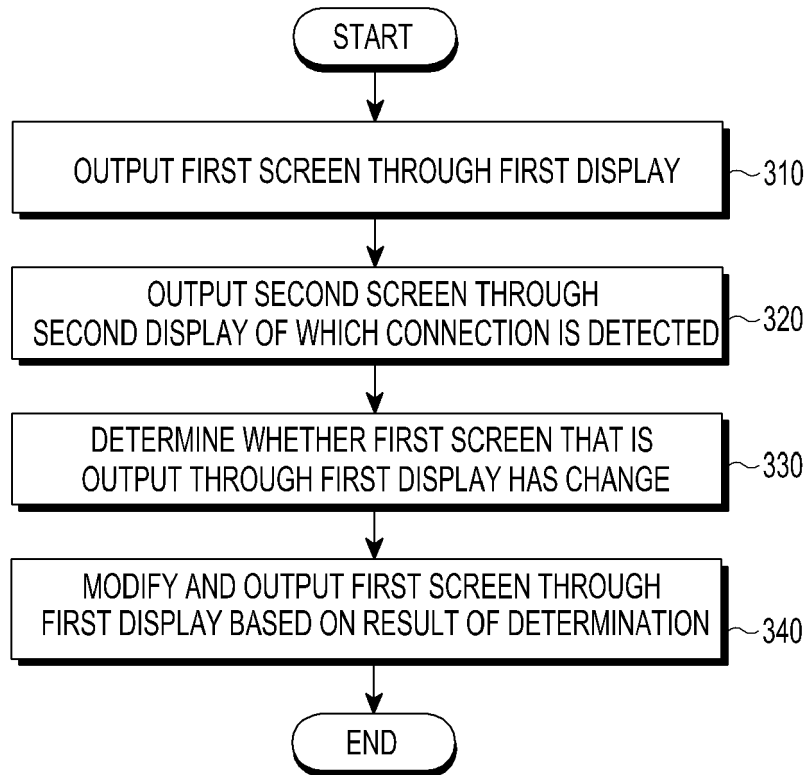 START
OUTPUT FIRST SCREEN THROUGH FIRST DISPLAY
310
OUTPUT SECOND SCREEN THROUGH
SECOND DISPLAY OF WHICH CONNECTION IS DETECTED
320
DETERMINE WHETHER FIRST SCREEN THAT IS
OUTPUT THROUGH FIRST DISPLAY HAS CHANGE
330
MODIFY AND OUTPUT FIRST SCREEN THROUGH
FIRST DISPLAY BASED ON RESULT OF DETERMINATION
340
END